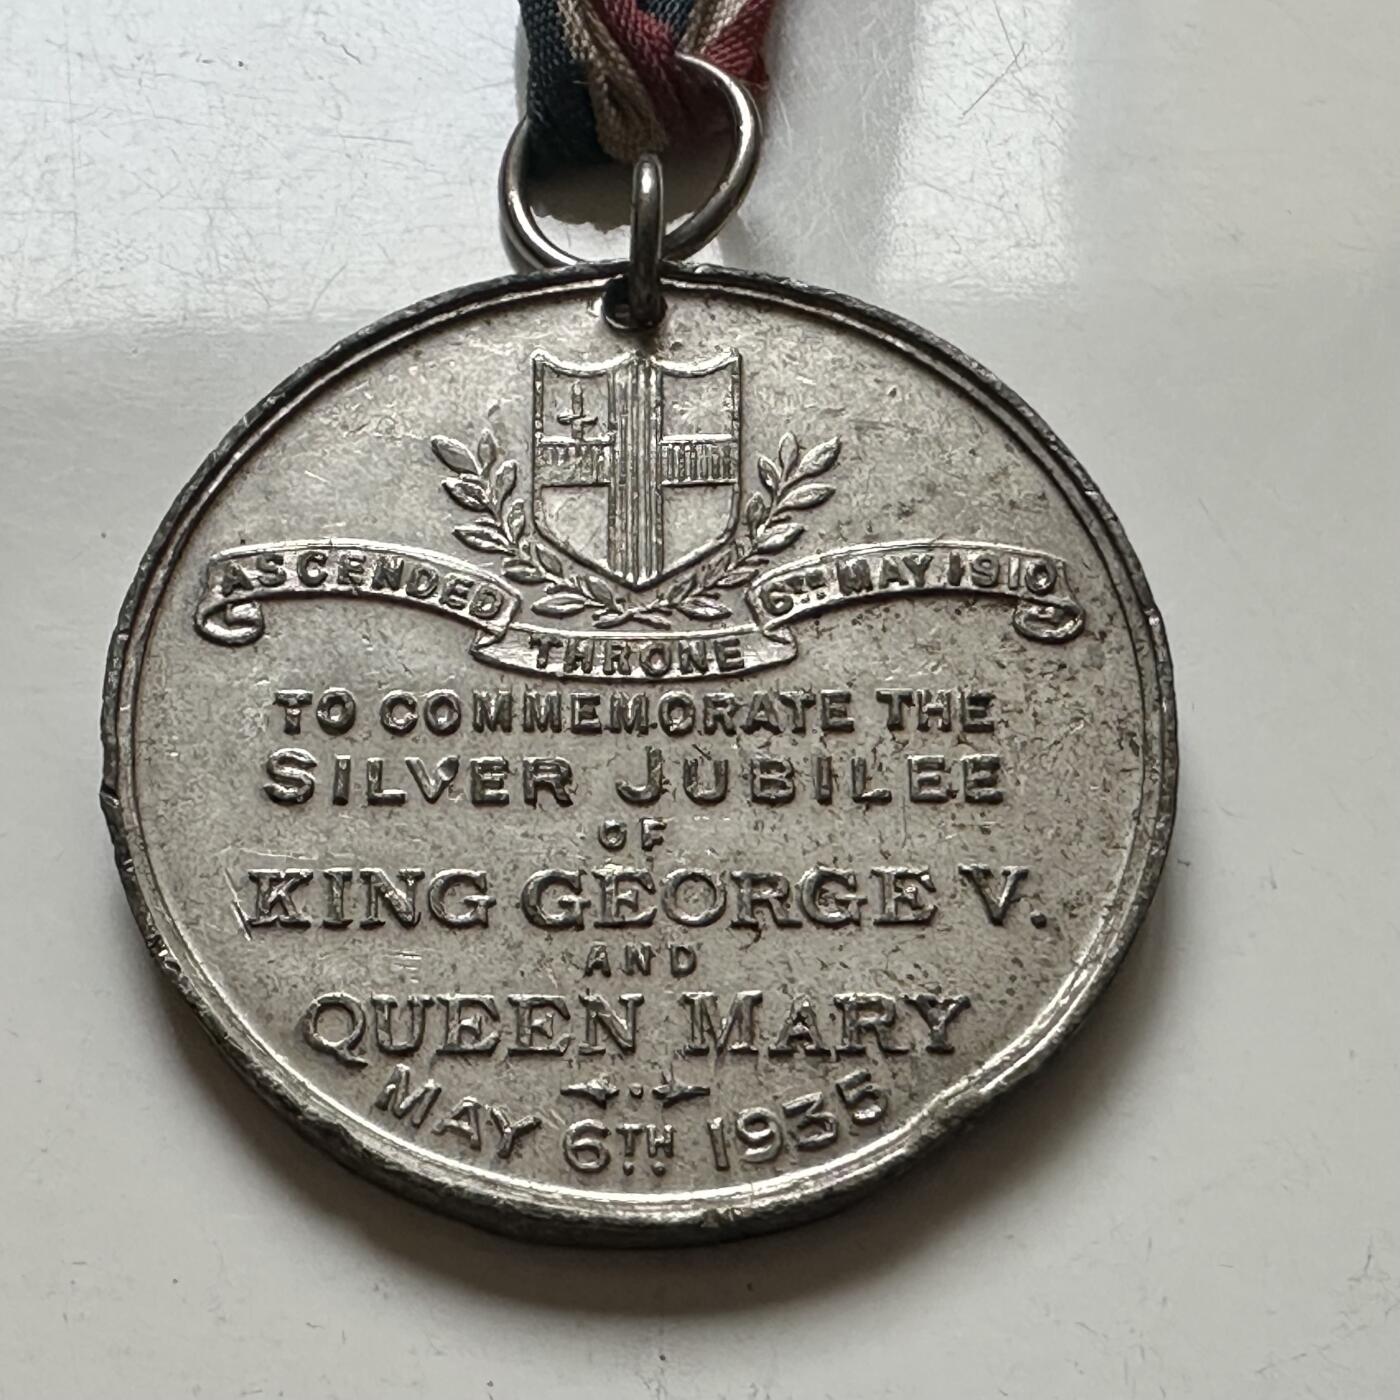 ASCENDED THRONE 6TH MAY. 1910
TO COMMEMORATE THE
SILVER JUBILEE
OF
KING GEORGE V.
AND
QUEEN MARY
MAY 6TH 1935